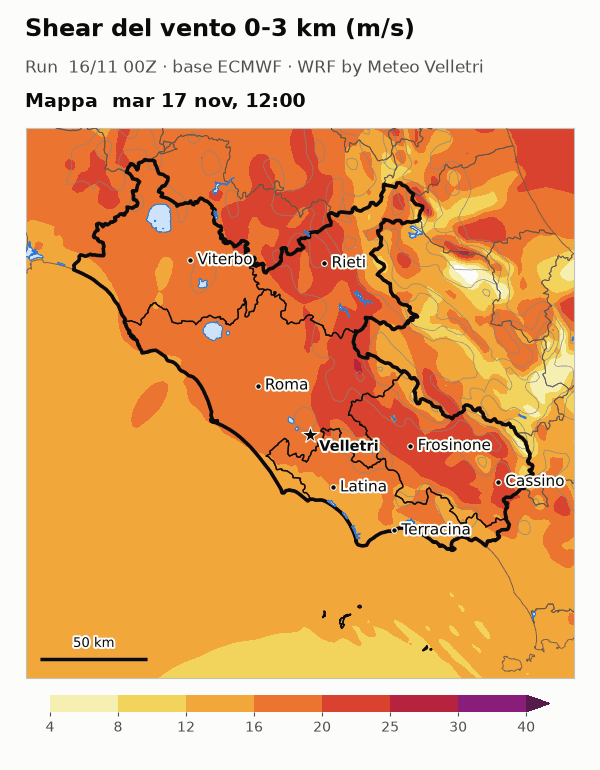 Shear del vento 0-3 km (m/s)
Run  16/11 00Z · base ECMWF · WRF by Meteo Velletri
Mappa  mar 17 nov, 12:00
Viterbo
Rieti
Roma
Velletri
Frosinone
Latina
Cassino
Terracina
50 km
4 8 12 16 20 25 30 40